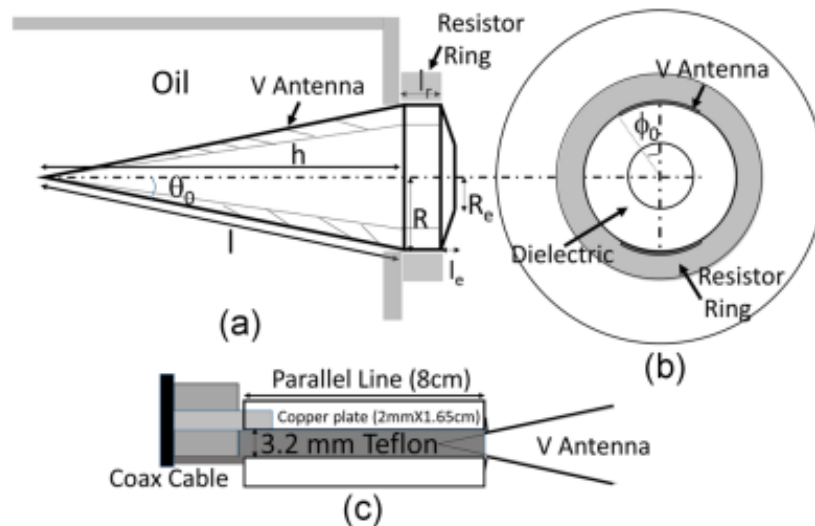 (a)
Resistor
Ring
Oil
V Antenna
l_r
h
θ_0
R
R_e
l
l_e
V Antenna
ϕ_0
Dielectric
Resistor
Ring
(b)
Parallel Line (8cm)
Copper plate (2mmX1.65cm)
3.2 mm Teflon
V Antenna
Coax Cable
(c)